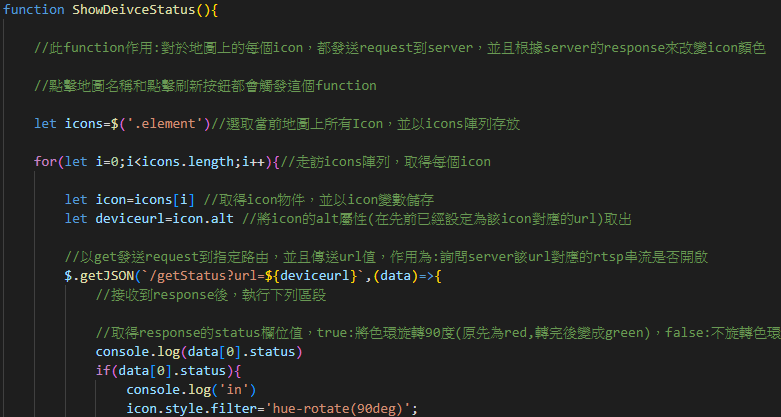 function ShowDeivceStatus(){
//此function作用:對於地圖上的每個icon，都發送request到server，並且根據server的response來改變icon顏色
//點擊地圖名稱和點擊刷新按鈕都會觸發這個function
let icons=$('.element')//選取當前地圖上所有Icon，並以icons陣列存放
for(let i=0;i<icons.length;i++){//走訪icons陣列，取得每個icon
let icon=icons[i] //取得icon物件，並以icon變數儲存
let deviceurl=icon.alt //將icon的alt屬性(在先前已經設定為該icon對應的url)取出
//以get發送request到指定路由，並且傳送url值，作用為:詢問server該url對應的rtsp串流是否開啟
$.getJSON(`/getStatus?url=${deviceurl}`,(data)=>{
//接收到response後，執行下列區段
//取得response的status欄位值，true:將色環旋轉90度(原先為red,轉完後變成green)，false:不旋轉色環
console.log(data[0].status)
if(data[0].status){
console.log('in')
icon.style.filter='hue-rotate(90deg)';